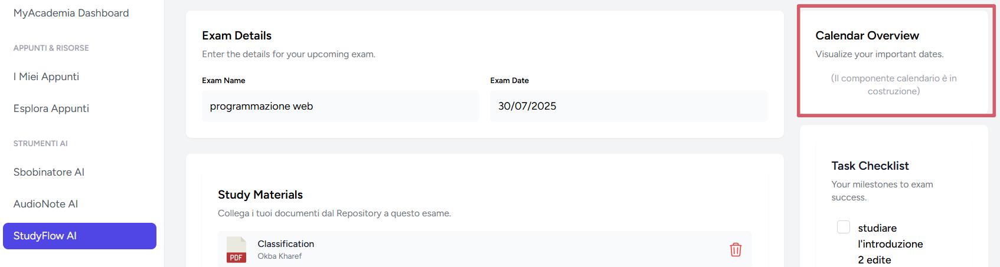 MyAcademia Dashboard
APPUNTI & RISORSE
I Miei Appunti
Esplora Appunti
STRUMENTI AI
Sbobinatore AI
AudioNote AI
StudyFlow AI
Exam Details
Enter the details for your upcoming exam.
Exam Name
programmazione web
Exam Date
30/07/2025
Study Materials
Collega i tuoi documenti dal Repository a questo esame.
PDF
Classification
Okba Kharef
Calendar Overview
Visualize your important dates.
(Il componente calendario è in
costruzione)
Task Checklist
Your milestones to exam
success.
studiare
l'introduzione
2 edite